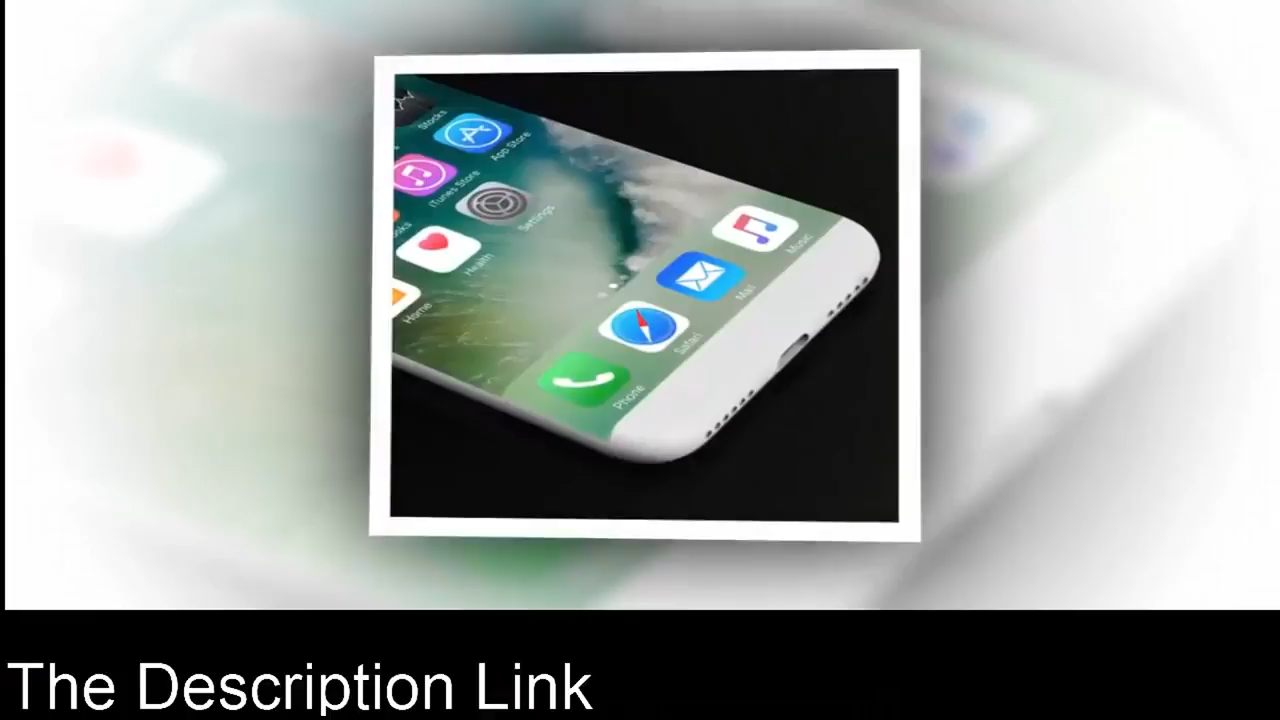 Stocks
App Store
iTunes Store
Settings
Health
Home
Music
Mail
Safari
Phone
The Description Link